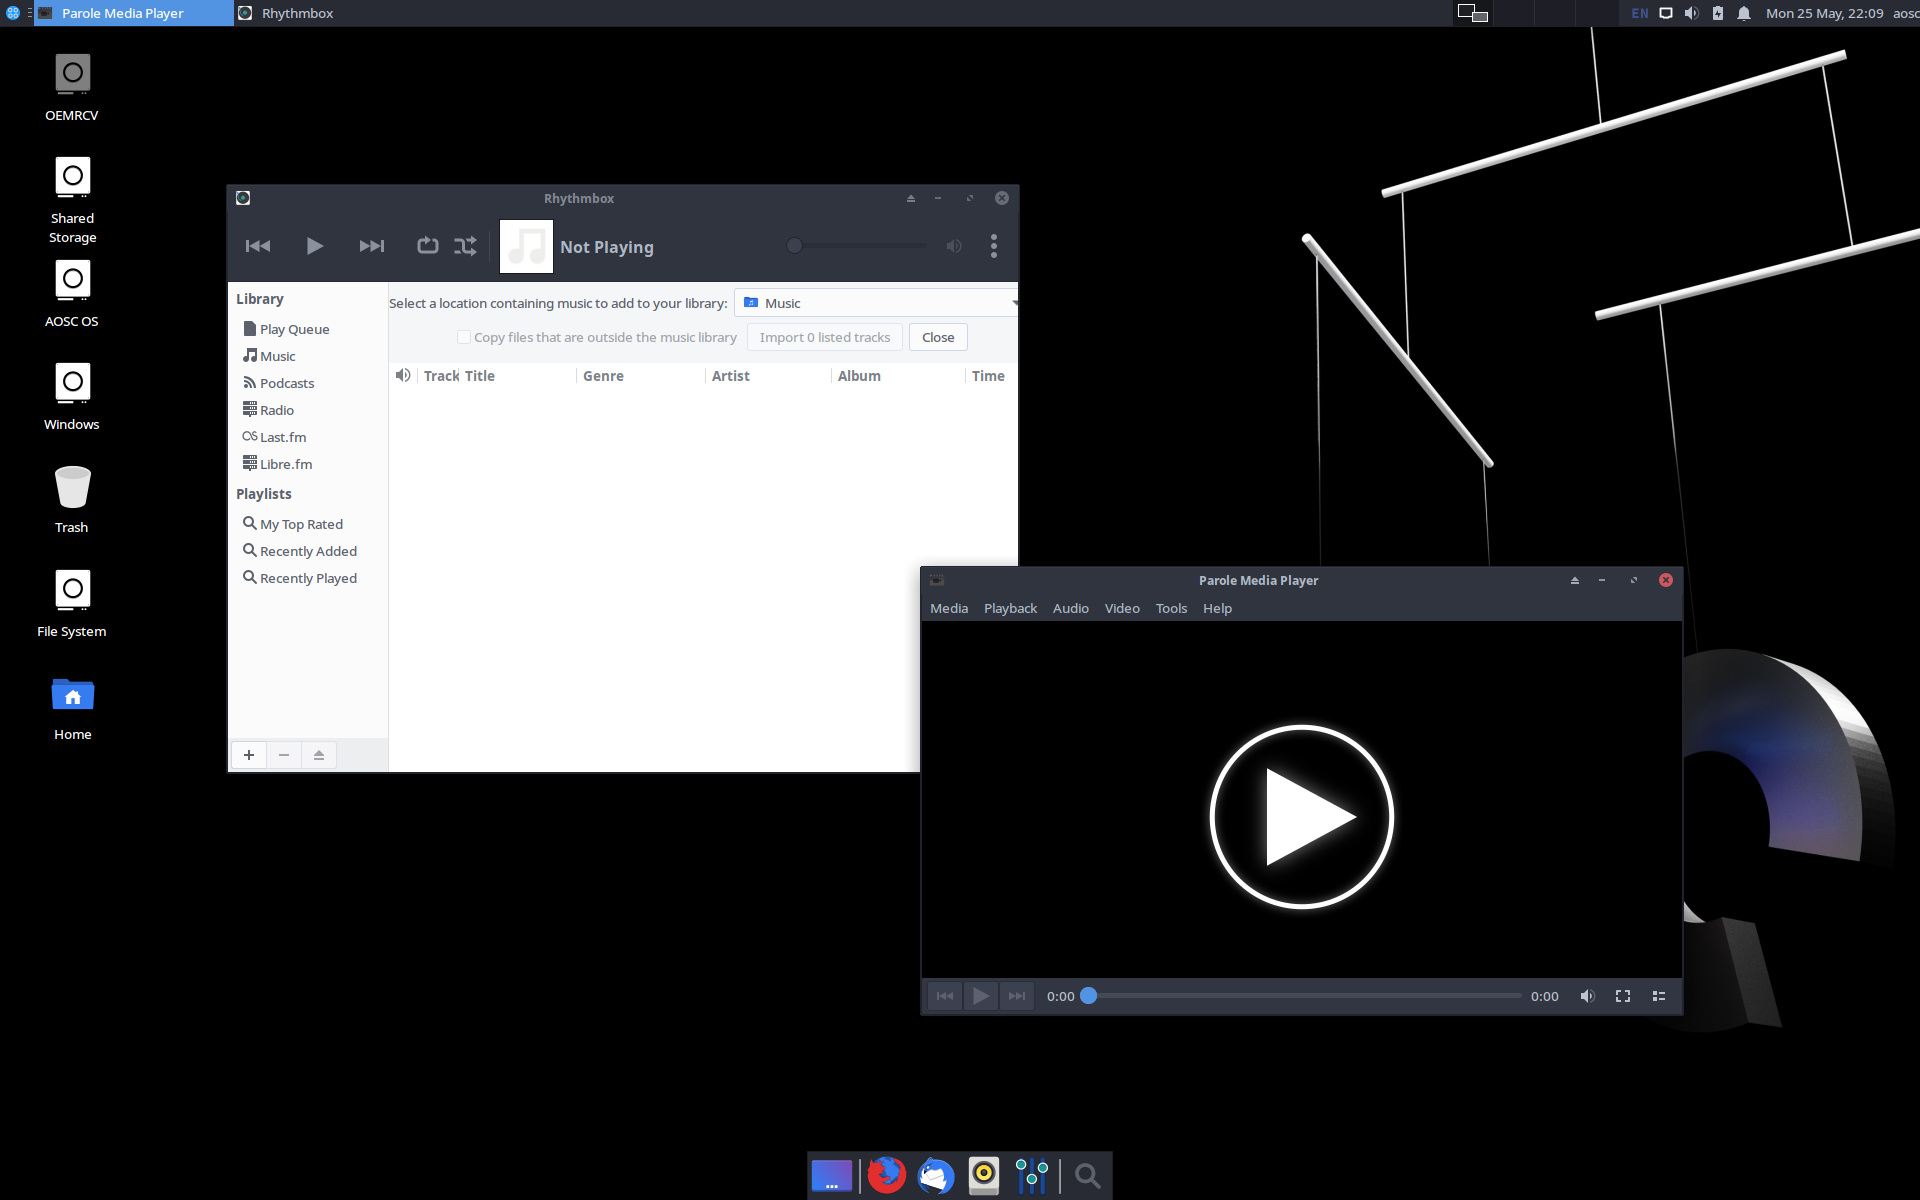 Parole Media Player
Rhythmbox
EN
Mon 25 May, 22:09
aosc
OEMRCV
Shared
Storage
AOSC OS
Windows
Trash
File System
Home
Rhythmbox
Not Playing
Library
Play Queue
Music
Podcasts
Radio
Last.fm
Libre.fm
Playlists
My Top Rated
Recently Added
Recently Played
Select a location containing music to add to your library:
Music
Copy files that are outside the music library
Import 0 listed tracks
Close
Track Title Genre Artist Album Time
Parole Media Player
Media Playback Audio Video Tools Help
0:00
0:00